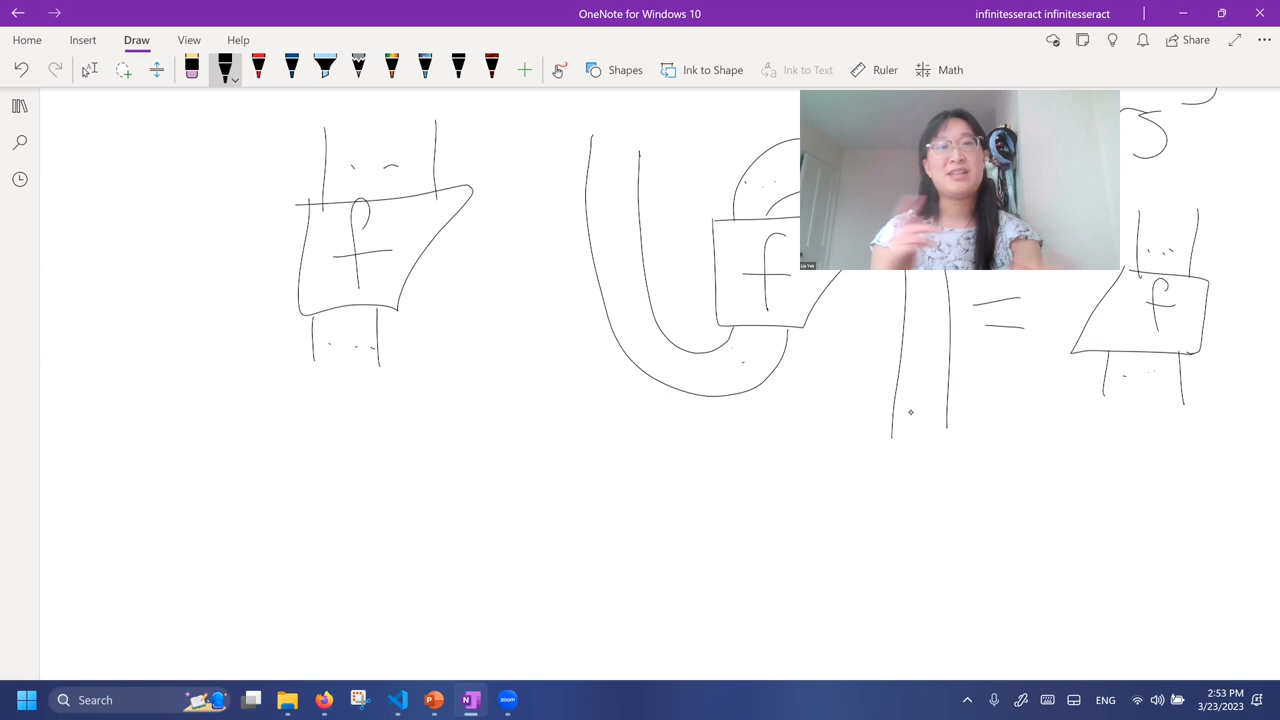 OneNote for Windows 10
infinitesseract infinitesseract
Home Insert Draw View Help
Share
Shapes
Ink to Shape
Ink to Text
Ruler
Math
f
f
=
f
Search
zoom
ENG
2:53 PM
3/23/2023